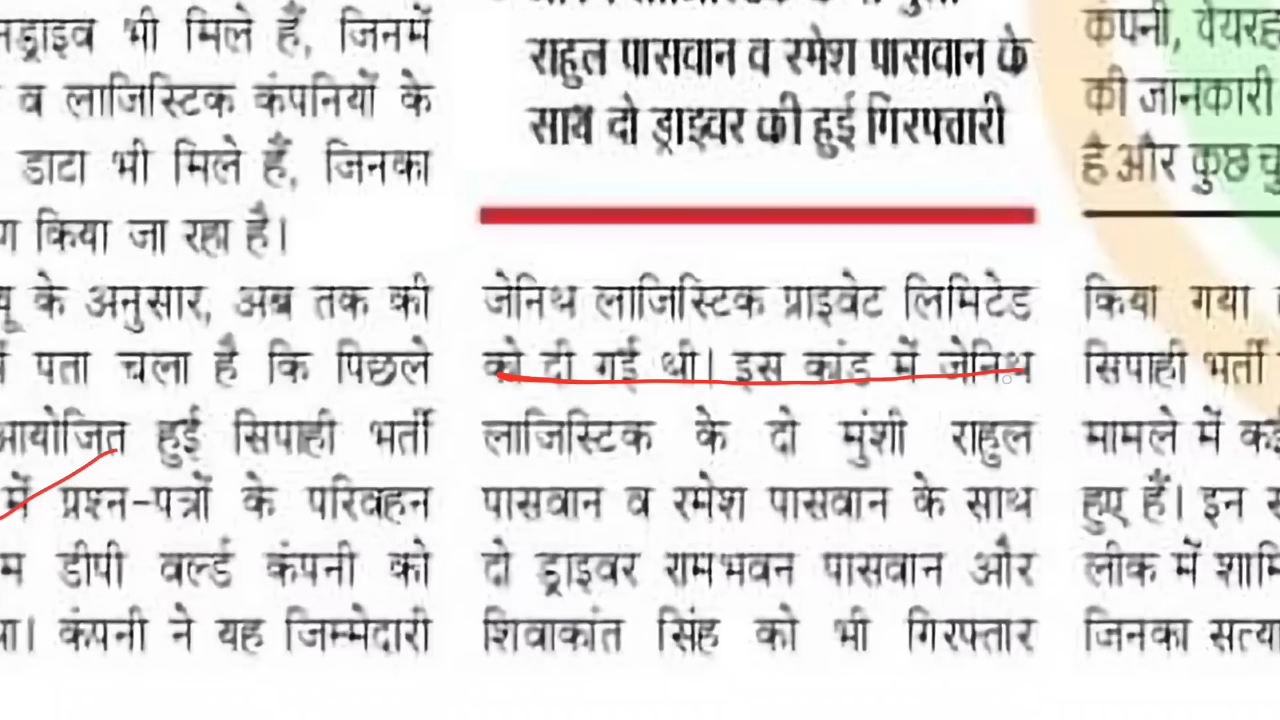 भी मिले हैं, जिनमें
व लाजिस्टिक कंपनियों के
डाटा भी मिले हैं, जिनका
किया जा रहा है।
के अनुसार, अब तक की
पता चला है कि पिछले
आयोजित हुई सिपाही भर्ती
में प्रश्न-पत्रों के परिवहन
डीपी वर्ल्ड कंपनी को
कंपनी ने यह जिम्मेदारी
राहुल पासवान व रमेश पासवान के
साथ दो ड्राइवर की हुई गिरफ्तारी
जेनिथ लाजिस्टिक प्राइवेट लिमिटेड
को दी गई थी। इस कांड में जेनिथ
लाजिस्टिक के दो मुंशी राहुल
पासवान व रमेश पासवान के साथ
दो ड्राइवर रामभवन पासवान और
शिवाकांत सिंह को भी गिरफ्तार
कंपनी,
की जानकारी
है और कुछ
किया गया
सिपाही भर्ती
मामले में
हुए हैं। इन
लीक में
जिनका